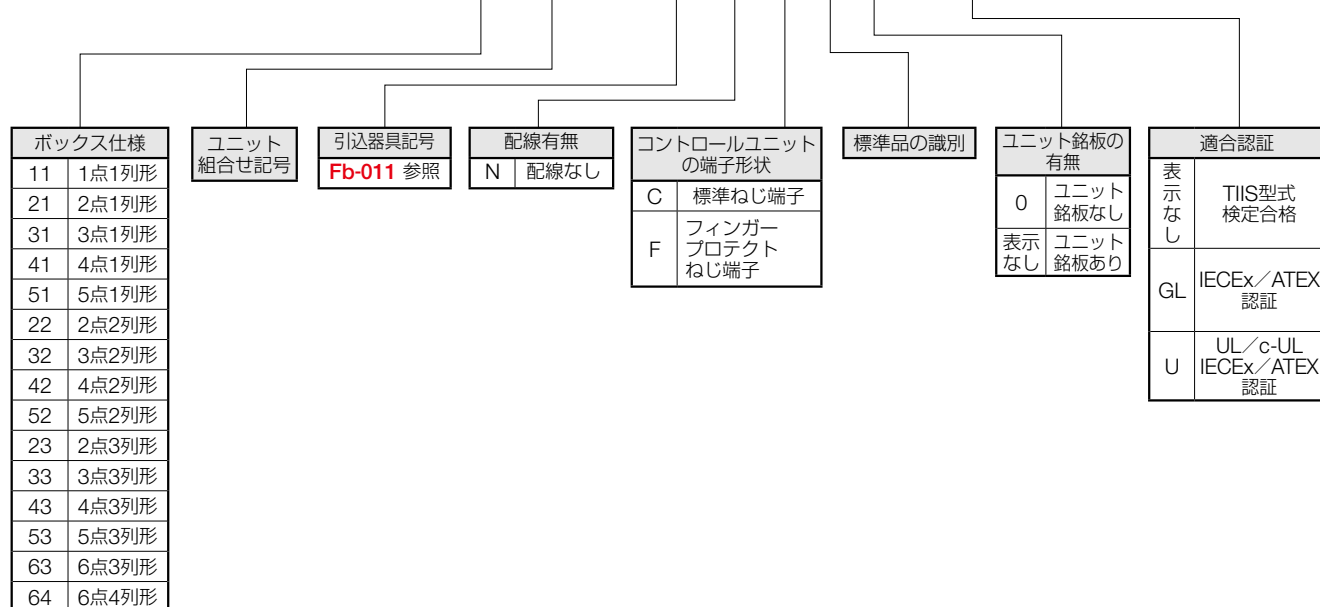 ボックス仕様
11 1点1列形
21 2点1列形
31 3点1列形
41 4点1列形
51 5点1列形
22 2点2列形
32 3点2列形
42 4点2列形
52 5点2列形
23 2点3列形
33 3点3列形
43 4点3列形
53 5点3列形
63 6点3列形
64 6点4列形
ユニット
組合せ記号
引込器具記号
Fb-011 参照
配線有無
N 配線なし
コントロールユニット
の端子形状
C 標準ねじ端子
F フィンガー
プロテクト
ねじ端子
標準品の識別
ユニット銘板の
有無
0 ユニット
銘板なし
表示 ユニット
なし 銘板あり
適合認証
表示なし TIIS型式
検定合格
GL IECEx／ATEX
認証
U UL／c-UL
IECEx／ATEX
認証